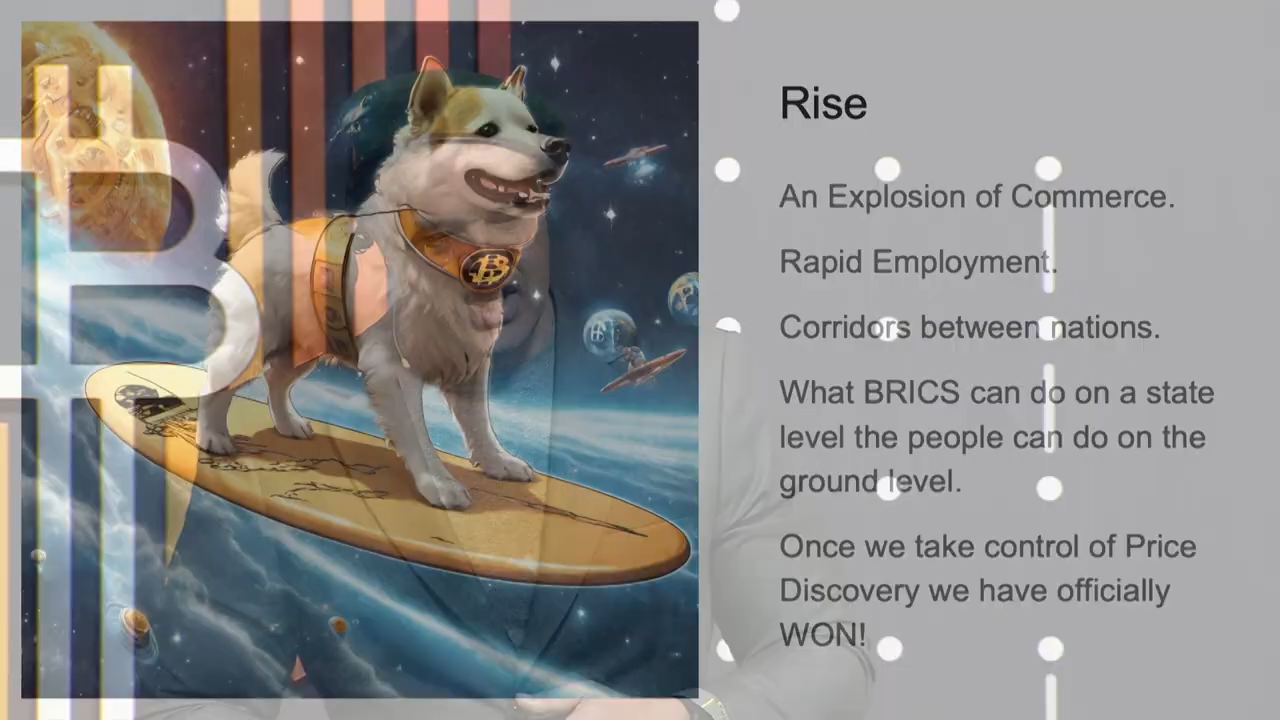 Rise
An Explosion of Commerce.
Rapid Employment.
Corridors between nations.
What BRICS can do on a state
level the people can do on the
ground level.
Once we take control of Price
Discovery we have officially
WON!